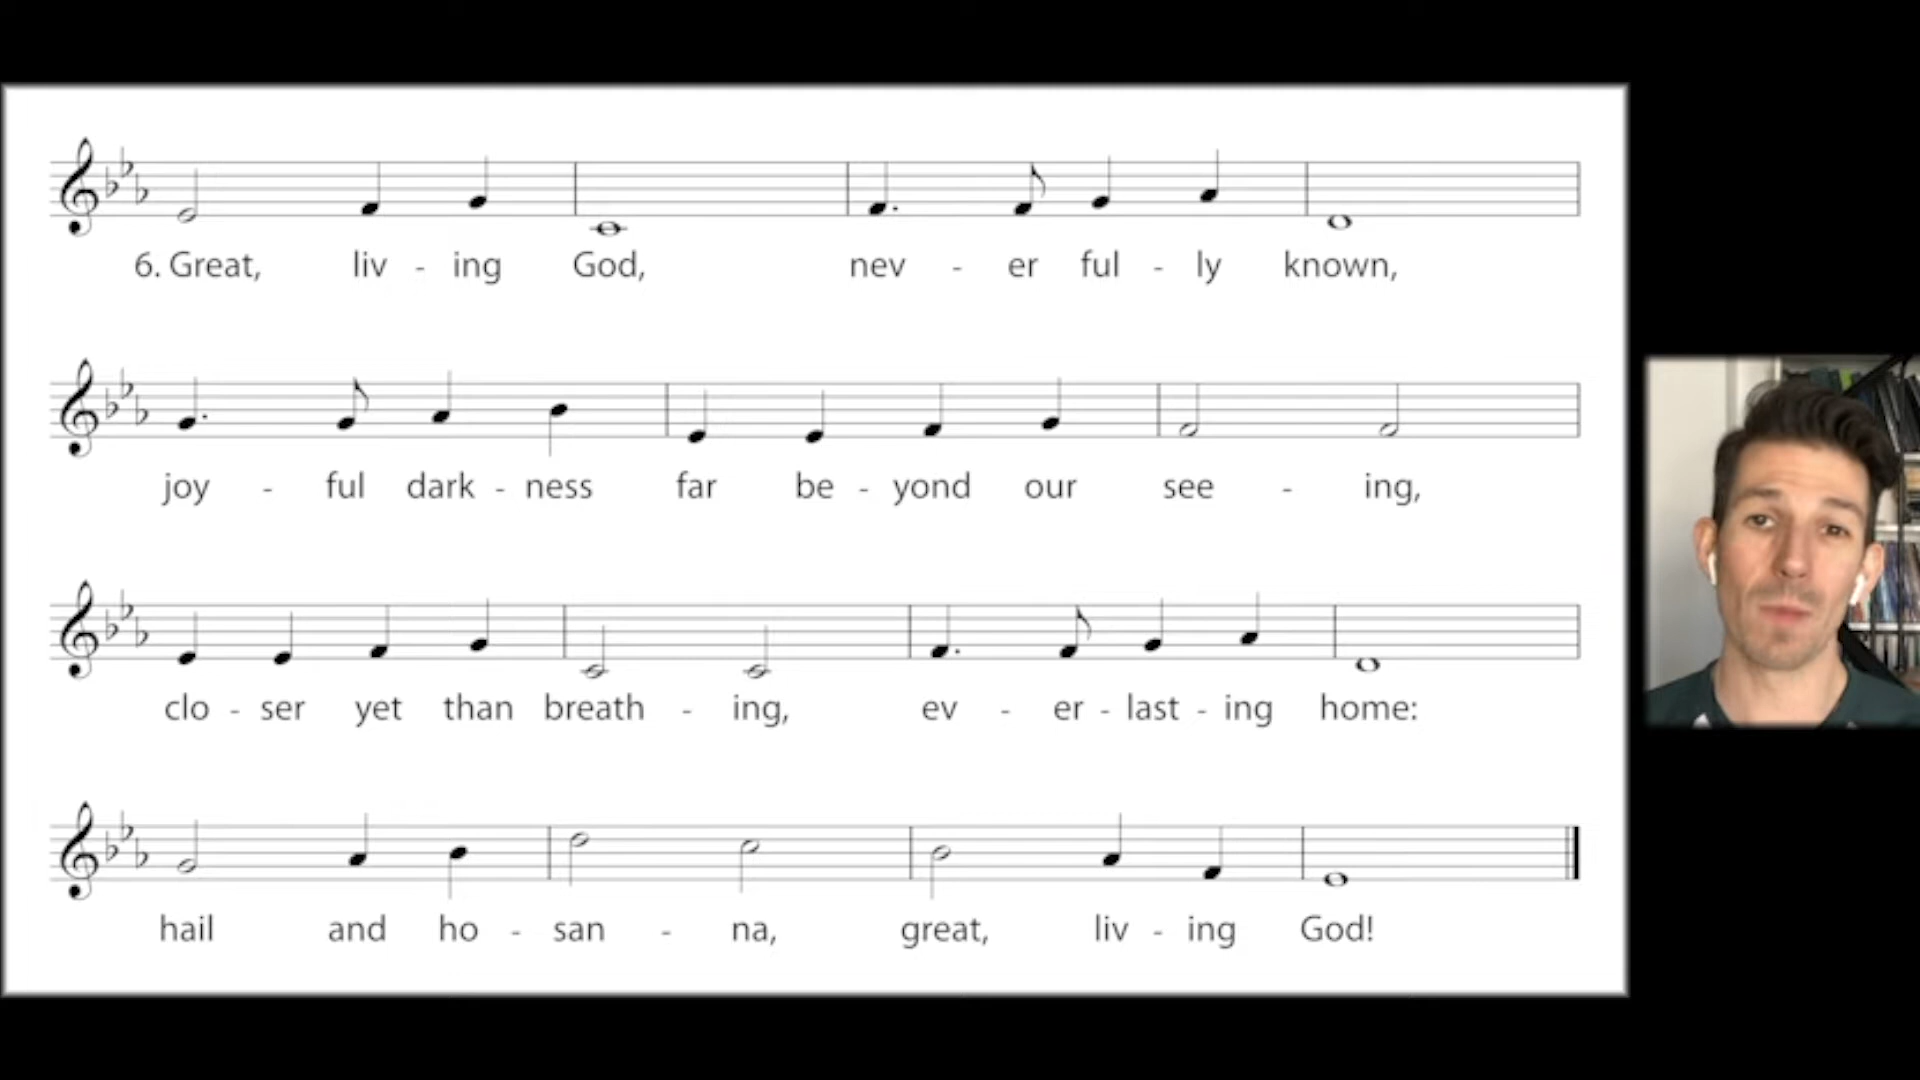 6. Great, liv - ing God, nev - er ful - ly known,
joy - ful dark - ness far be - yond our see - ing,
clo - ser yet than breath - ing, ev - er - last - ing home:
hail and ho - san - na, great, liv - ing God!